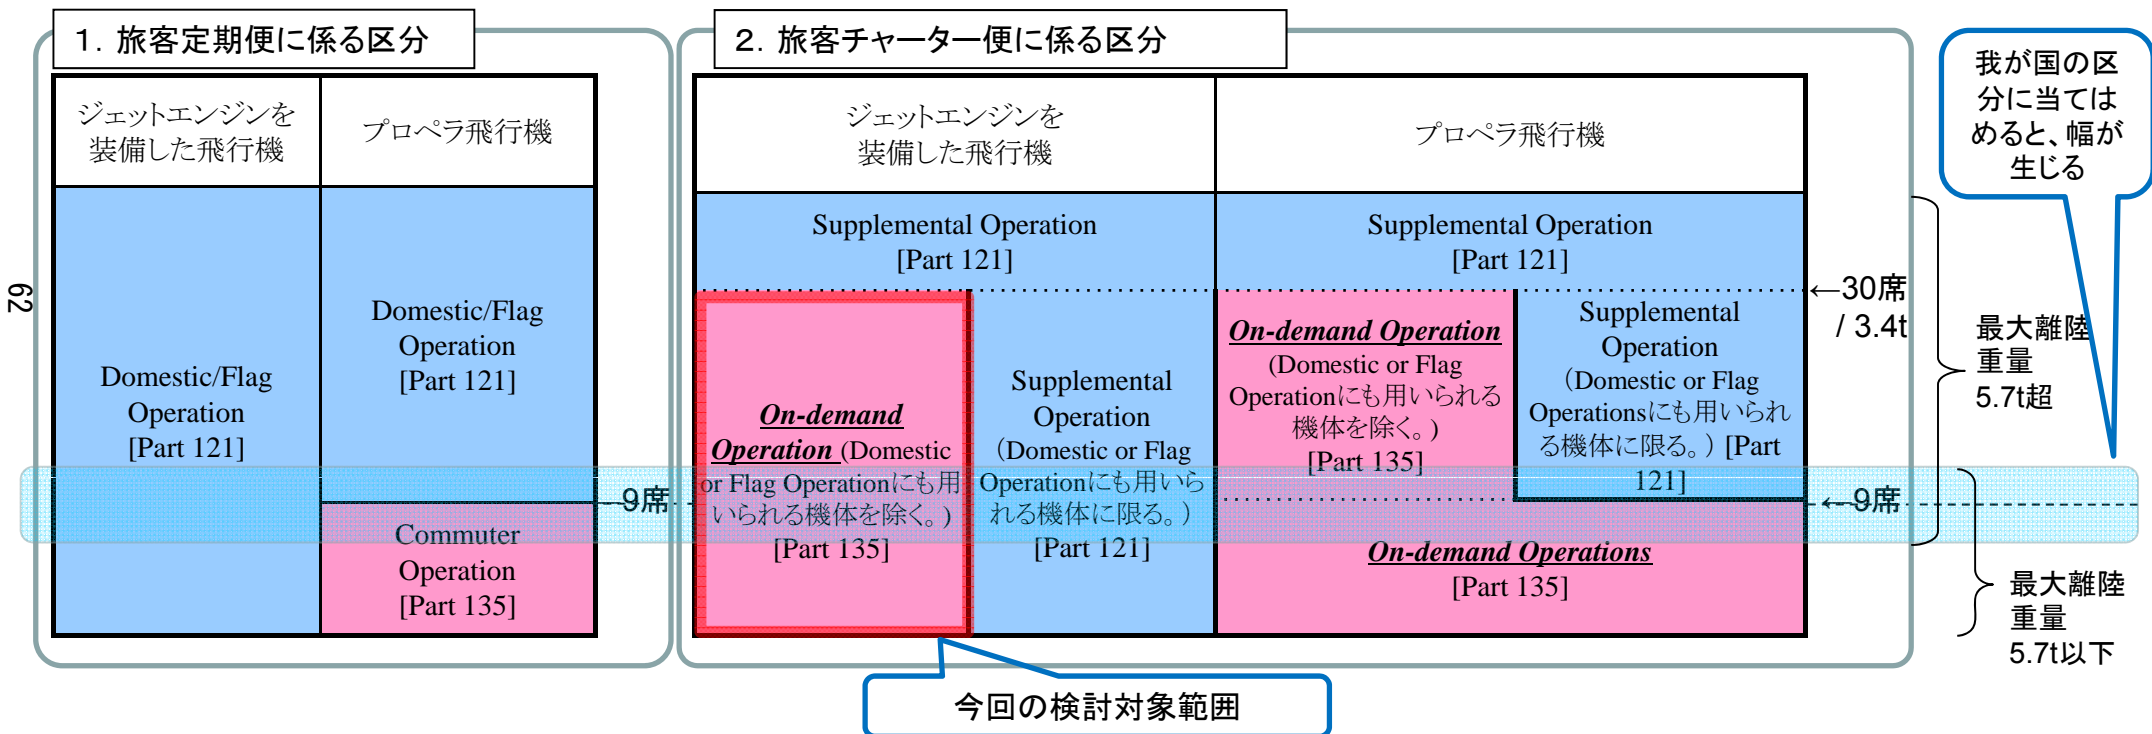 1．旅客定期便に係る区分
ジェットエンジンを
装備した飛行機
プロペラ飛行機
Domestic/Flag
Operation
[Part 121]
Domestic/Flag
Operation
[Part 121]
Commuter
Operation
[Part 135]
9席
2．旅客チャーター便に係る区分
ジェットエンジンを
装備した飛行機
プロペラ飛行機
Supplemental Operation
[Part 121]
Supplemental Operation
[Part 121]
On-demand
Operation (Domestic
or Flag Operationにも用
いられる機体を除く。)
[Part 135]
Supplemental
Operation
（Domestic or Flag
Operationにも用いら
れる機体に限る。）
[Part 121]
On-demand Operation
(Domestic or Flag
Operationにも用いられる
機体を除く。)
[Part 135]
Supplemental
Operation
（Domestic or Flag
Operationsにも用いられ
る機体に限る。）[Part
121]
On-demand Operations
[Part 135]
←30席
/ 3.4t
←9席
最大離陸
重量
5.7t超
最大離陸
重量
5.7t以下
我が国の区
分に当ては
めると、幅が
生じる
今回の検討対象範囲
62